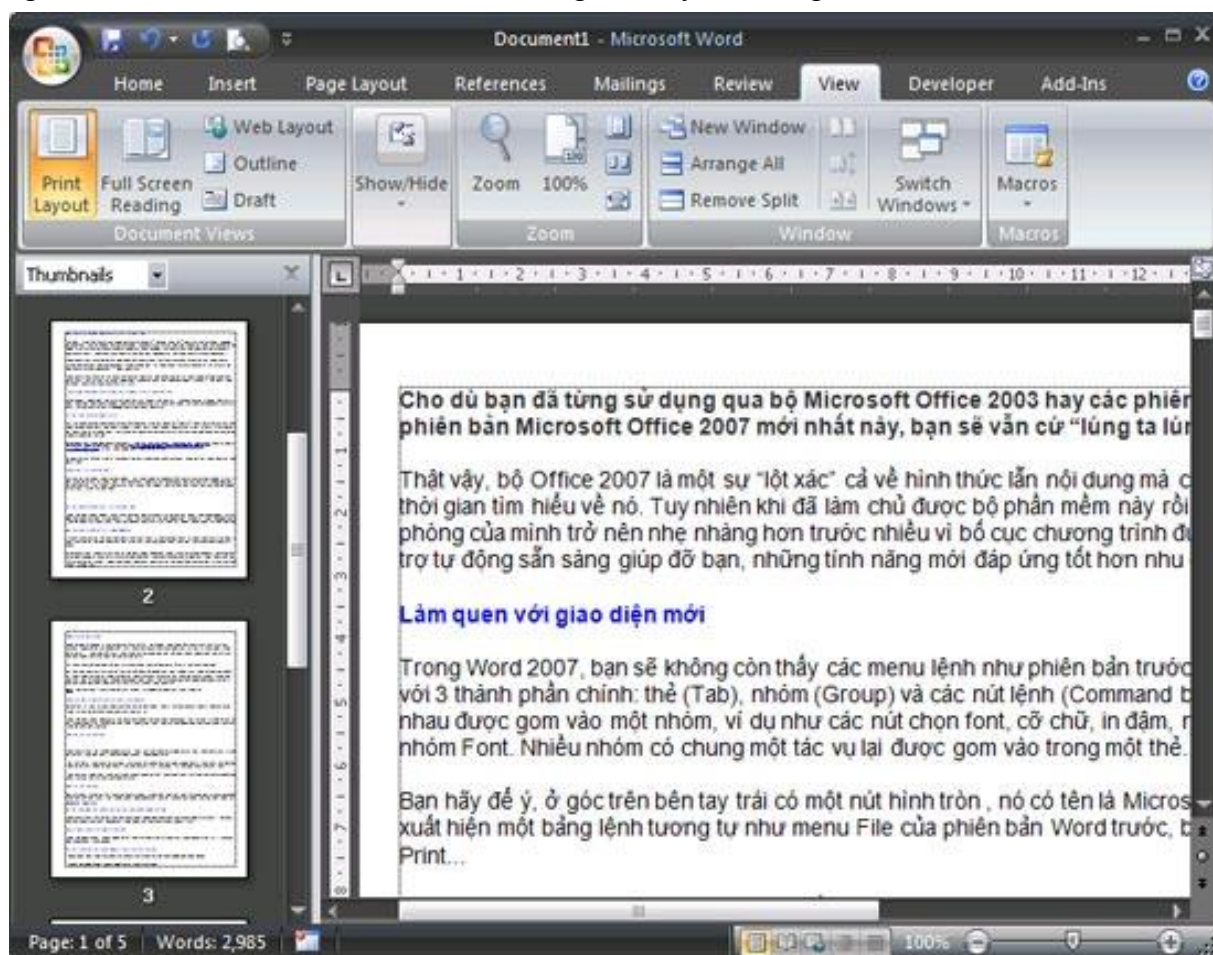 Document1 - Microsoft Word
Home Insert Page Layout References Mailings Review View Developer Add-Ins
Print Layout
Full Screen Reading
Web Layout
Outline
Draft
Document Views
Show/Hide
Zoom
100%
Zoom
New Window
Arrange All
Remove Split
Switch Windows
Window
Macros
Macros
Thumbnails
1 2 3 4 5 6 7 8 9 10 11 12
2
3
Cho dù bạn đã từng sử dụng qua bộ Microsoft Office 2003 hay các phiên
phiên bản Microsoft Office 2007 mới nhất này, bạn sẽ vẫn cứ “lúng ta lún
Thật vậy, bộ Office 2007 là một sự “lột xác” cả về hình thức lẫn nội dung mà c
thời gian tìm hiểu về nó. Tuy nhiên khi đã làm chủ được bộ phần mềm này rồi
phòng của mình trở nên nhẹ nhàng hơn trước nhiều vì bố cục chương trình đu
trợ tự động sẵn sàng giúp đỡ bạn, những tính năng mới đáp ứng tốt hơn nhu
Làm quen với giao diện mới
Trong Word 2007, bạn sẽ không còn thấy các menu lệnh như phiên bản trước
với 3 thành phần chính: thẻ (Tab), nhóm (Group) và các nút lệnh (Command b
nhau được gom vào một nhóm, ví dụ như các nút chọn font, cỡ chữ, in đậm, n
nhóm Font. Nhiều nhóm có chung một tác vụ lại được gom vào trong một thẻ.
Bạn hãy để ý, ở góc trên bên tay trái có một nút hình tròn , nó có tên là Micros
xuất hiện một bảng lệnh tương tự như menu File của phiên bản Word trước, b
Print...
Page: 1 of 5 Words: 2,985 100%